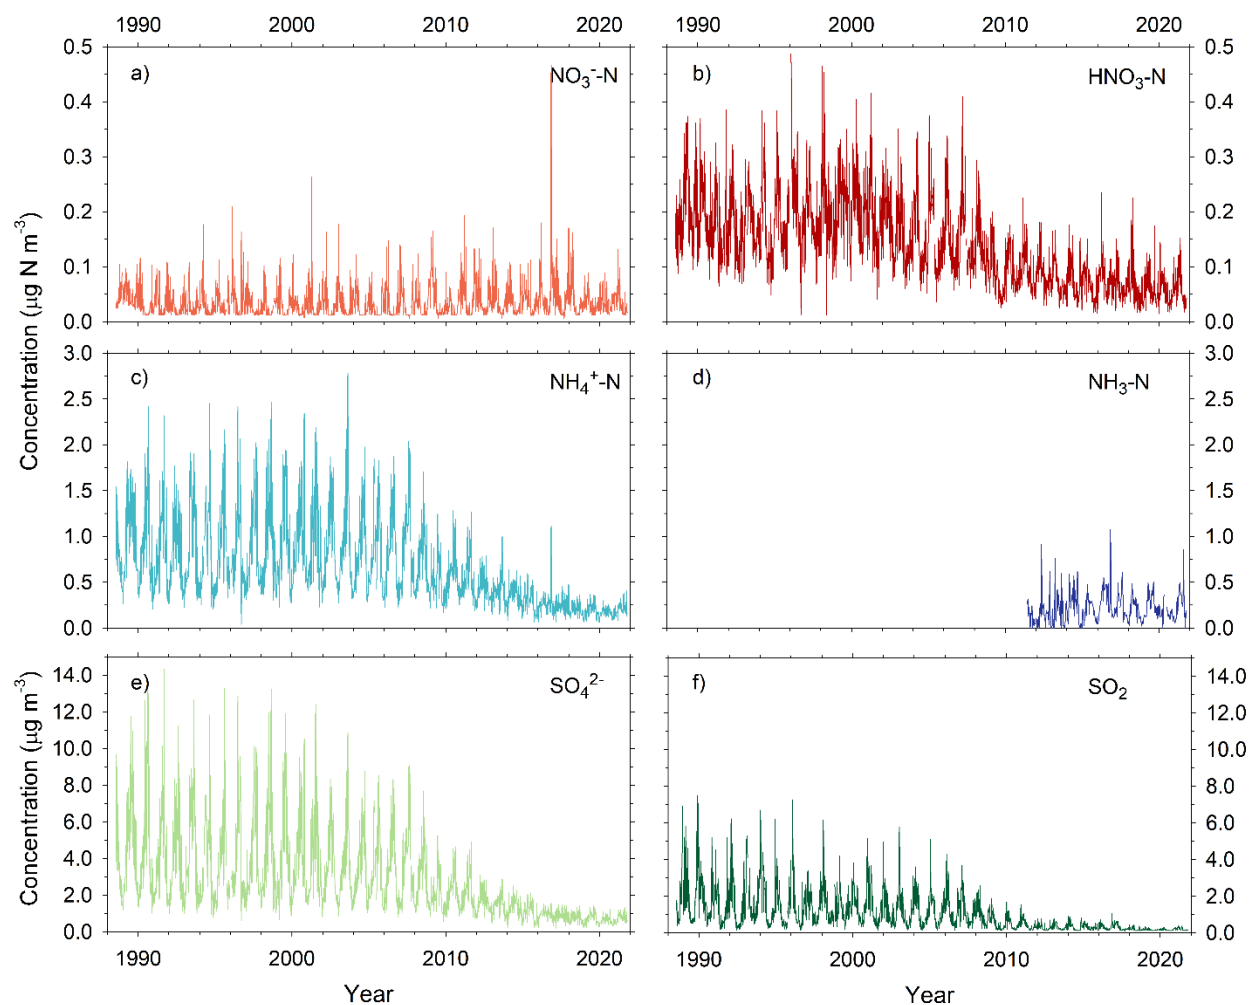 1990 2000 2010 2020 1990 2000 2010 2020
0.5 0.5
a) NO₃⁻-N b) HNO₃-N
0.4 0.4
0.3 0.3
0.2 0.2
0.1 0.1
0.0 0.0
Concentration (µg N m⁻³)
3.0 3.0
c) NH₄⁺-N d) NH₃-N
2.5 2.5
2.0 2.0
1.5 1.5
1.0 1.0
0.5 0.5
0.0 0.0
e) SO₄²⁻ f) SO₂
14.0 14.0
12.0 12.0
10.0 10.0
8.0 8.0
6.0 6.0
4.0 4.0
2.0 2.0
0.0 0.0
Concentration (µg m⁻³)
1990 2000 2010 2020 1990 2000 2010 2020
Year Year